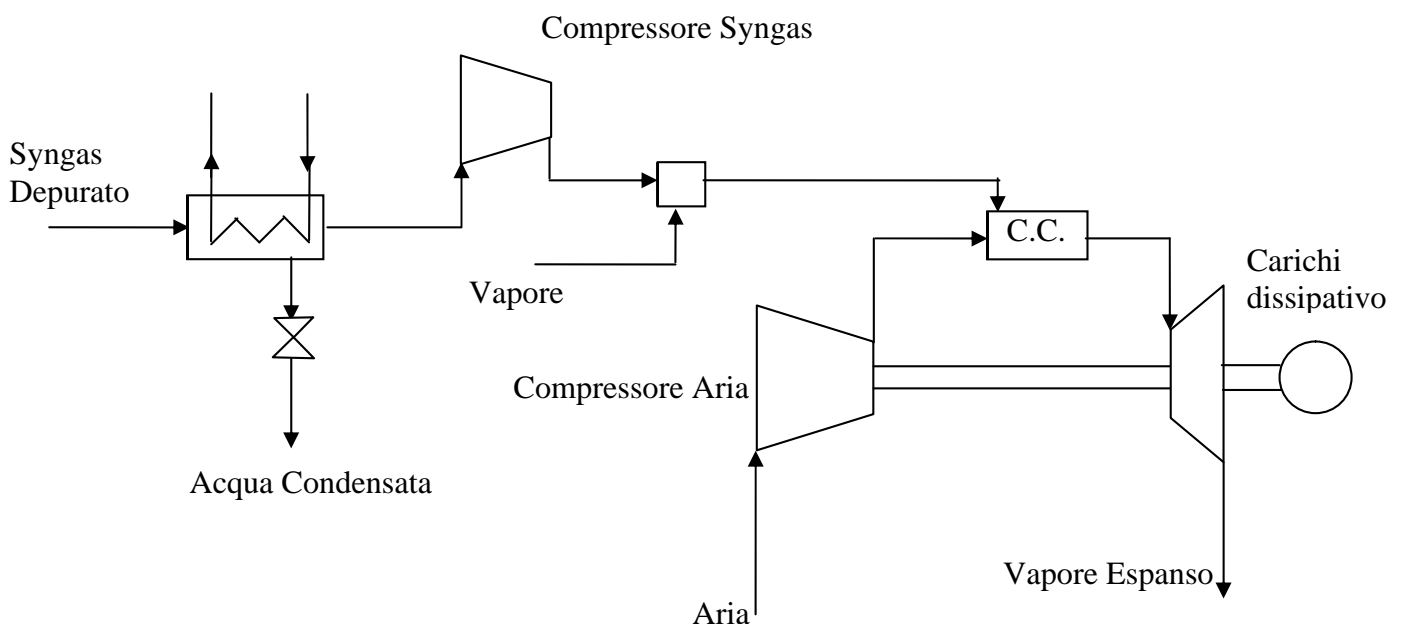 Compressore Syngas
Syngas
Depurato
C.C.
Carichi
dissipativo
Vapore
Compressore Aria
Acqua Condensata
Vapore Espanso
Aria